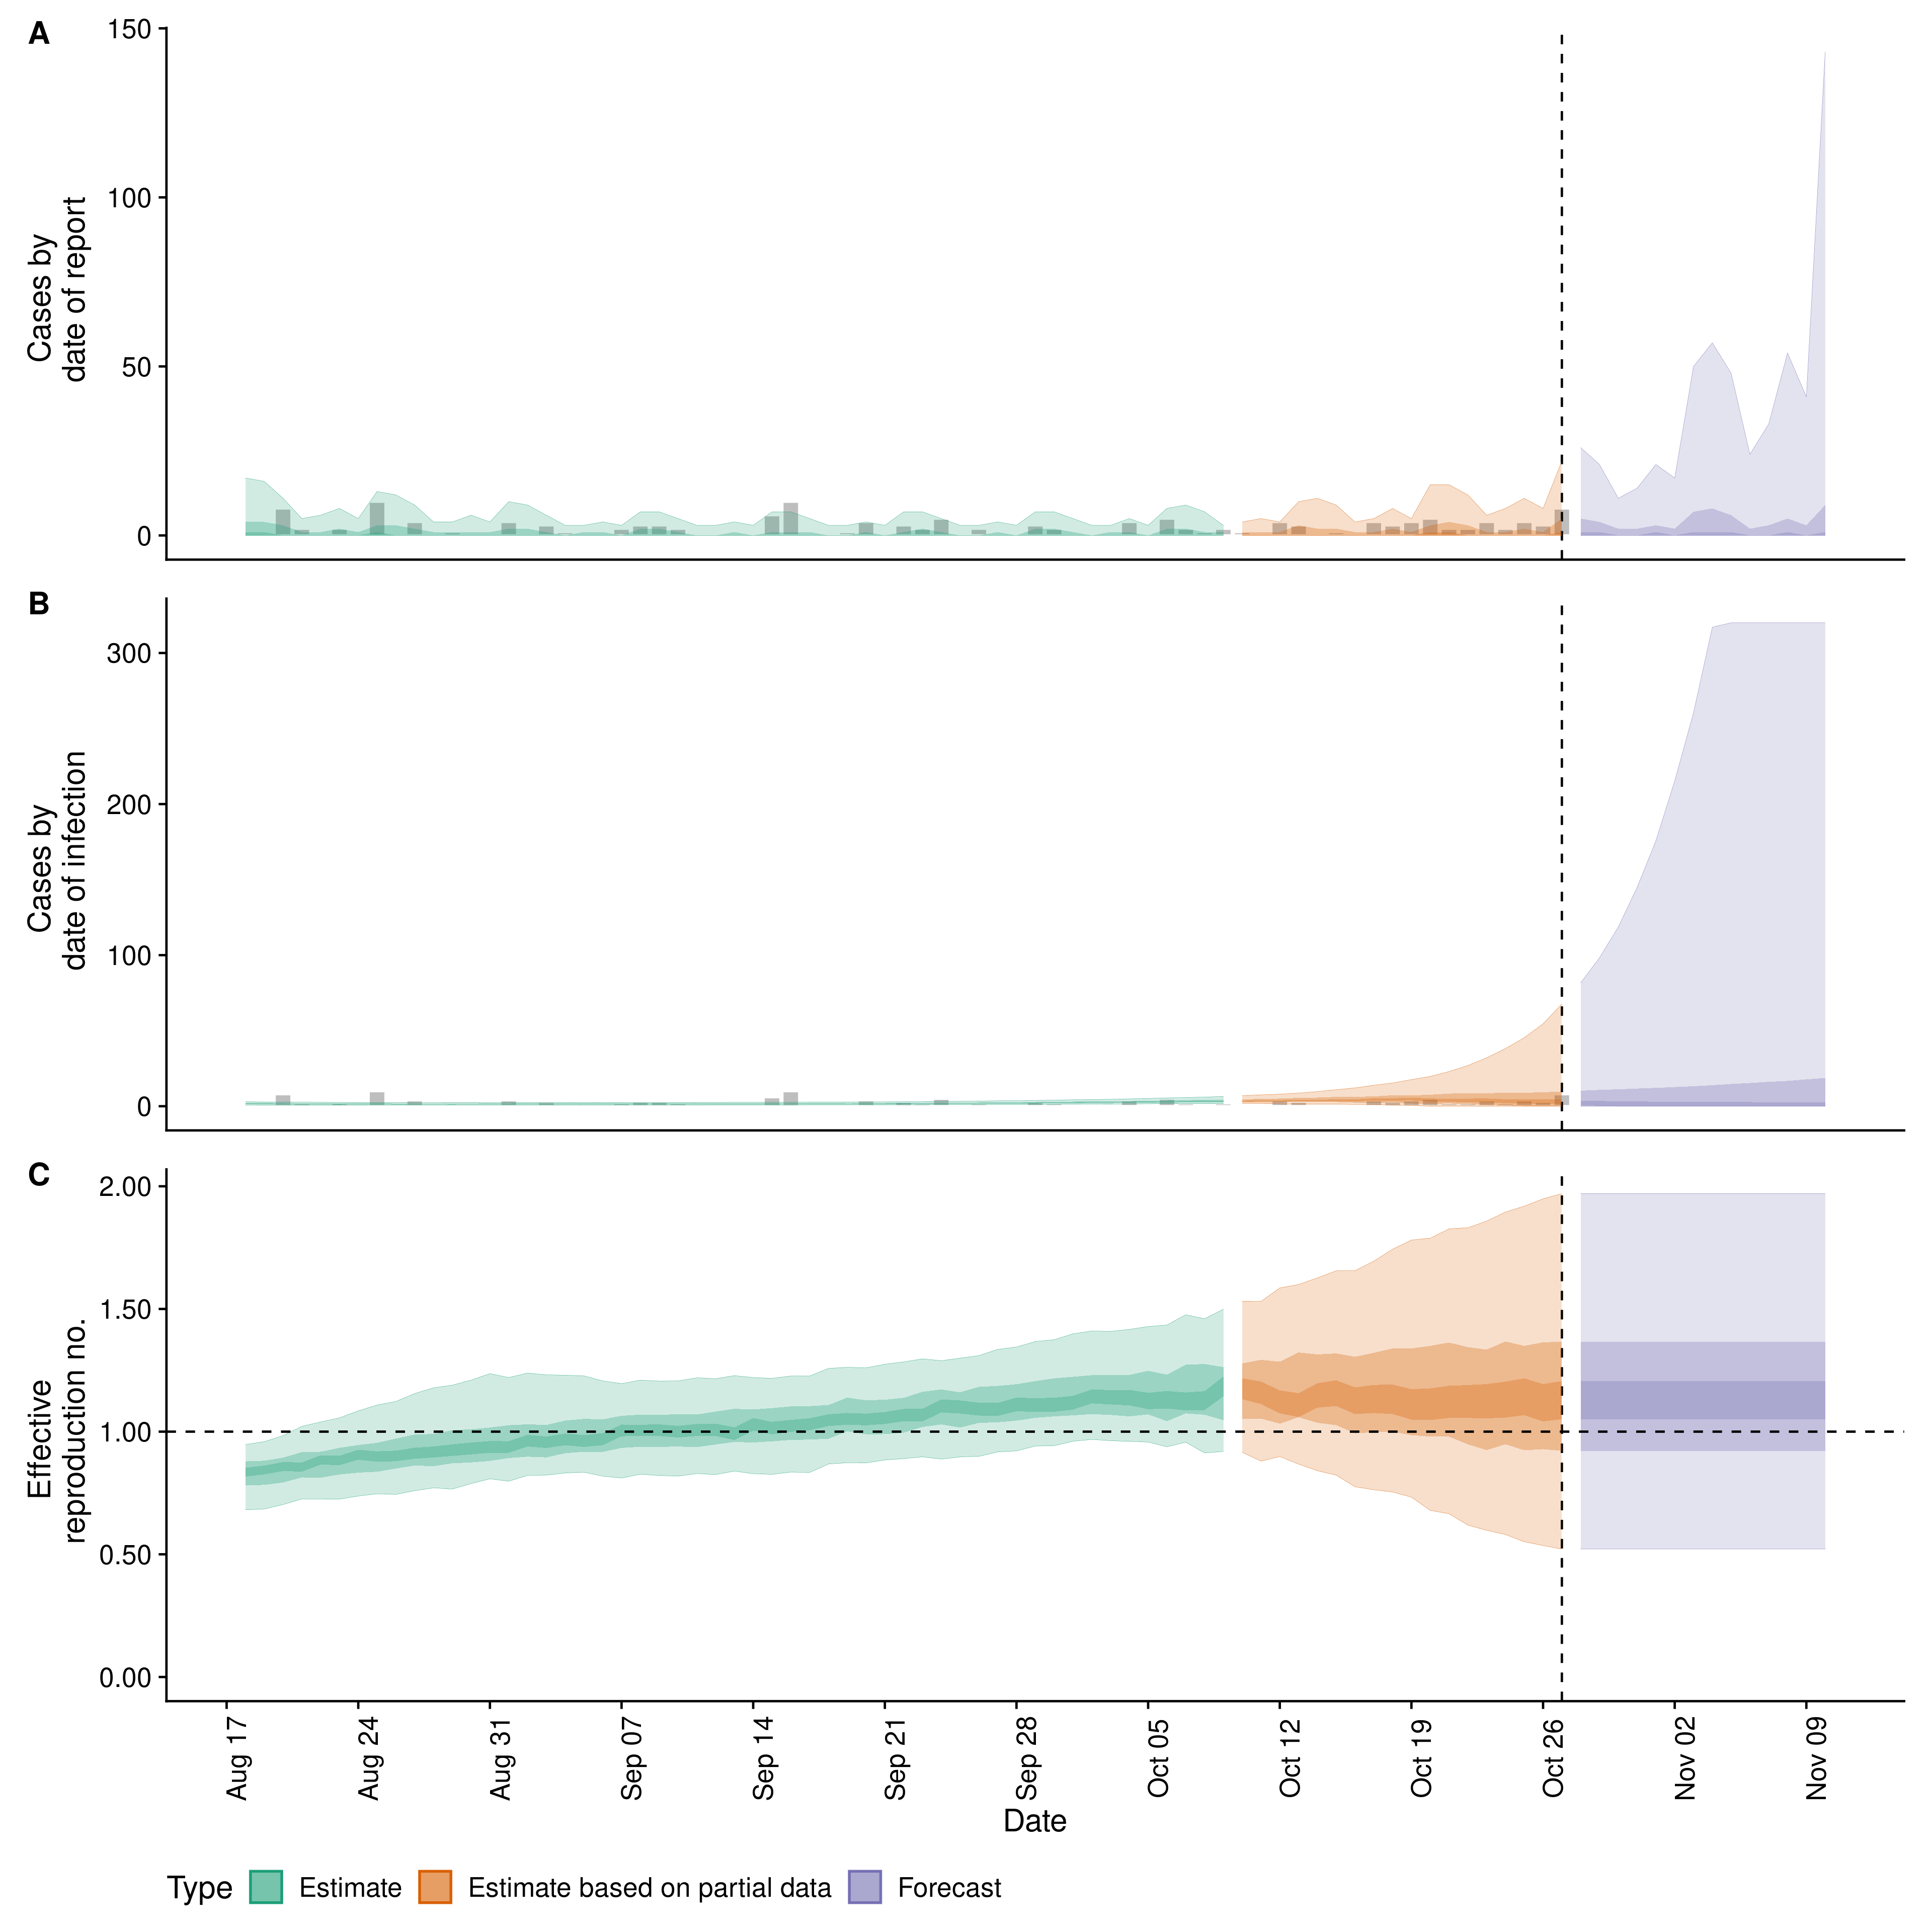 A
150
100
50
0
Cases by
date of report
B
300
200
100
0
Cases by
date of infection
C
2.00
1.50
1.00
0.50
0.00
Effective
reproduction no.
Aug 17
Aug 24
Aug 31
Sep 07
Sep 14
Sep 21
Sep 28
Oct 05
Oct 12
Oct 19
Oct 26
Nov 02
Nov 09
Date
Type Estimate Estimate based on partial data Forecast